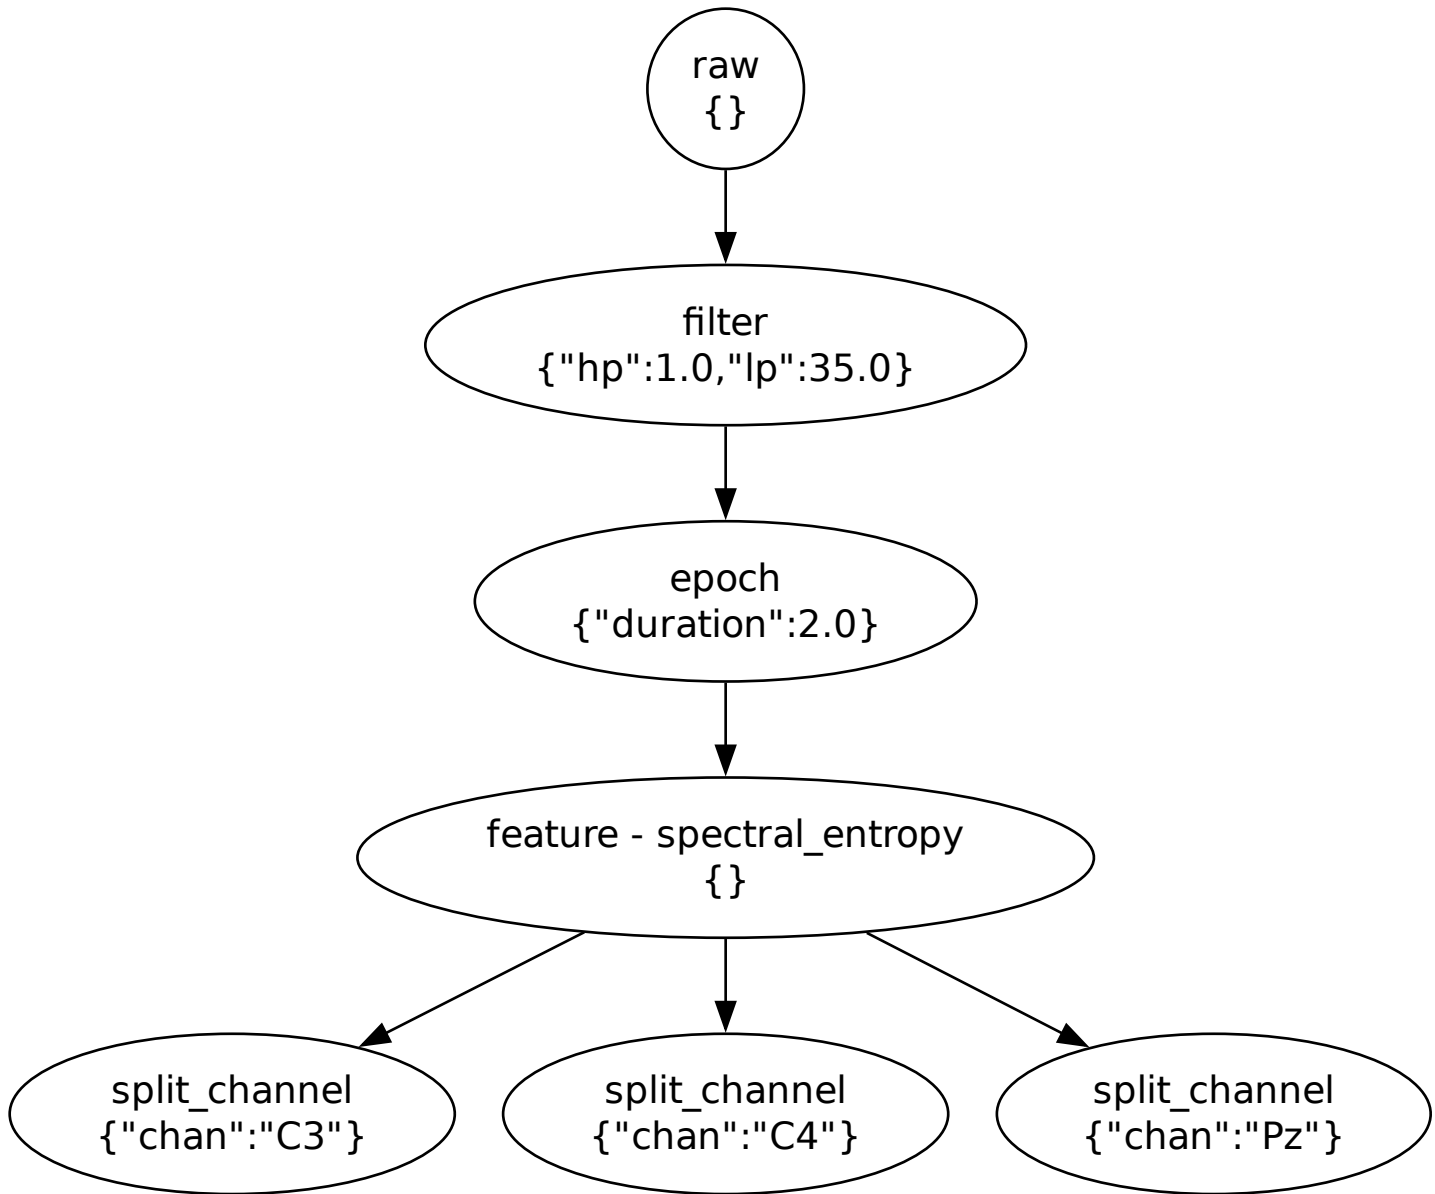 raw
{}
filter
{"hp":1.0,"lp":35.0}
epoch
{"duration":2.0}
feature - spectral_entropy
{}
split_channel
{"chan":"C3"}
split_channel
{"chan":"C4"}
split_channel
{"chan":"Pz"}